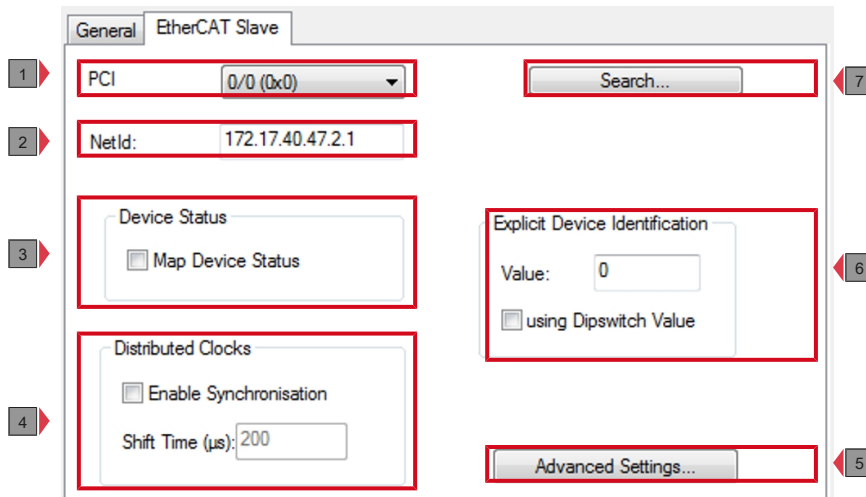 General EtherCAT Slave
1 PCI 0/0 (0x0) Search... 7
2 NetId: 172.17.40.47.2.1
Device Status
3 Map Device Status
Explicit Device Identification
Value: 0 6
using Dipswitch Value
Distributed Clocks
Enable Synchronisation
4 Shift Time (µs): 200
Advanced Settings... 5